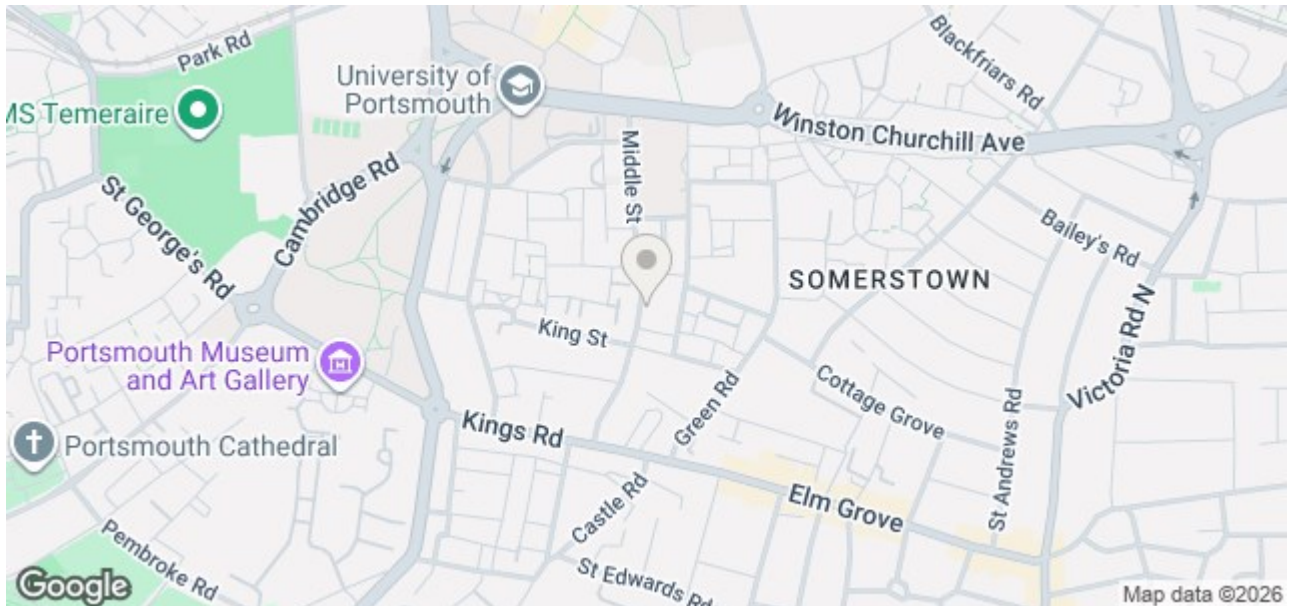 Park Rd
MS Temeraire
University of
Portsmouth
Blackfriars Rd
Winston Churchill Ave
Middle St
Cambridge Rd
St George's Rd
Bailey's Rd
SOMERSTOWN
King St
Portsmouth Museum
and Art Gallery
Victoria Rd N
Cottage Grove
Green Rd
St Andrews Rd
Kings Rd
Portsmouth Cathedral
Elm Grove
Castle Rd
Pembroke Rd
St Edwards Rd
Google
Map data ©2026